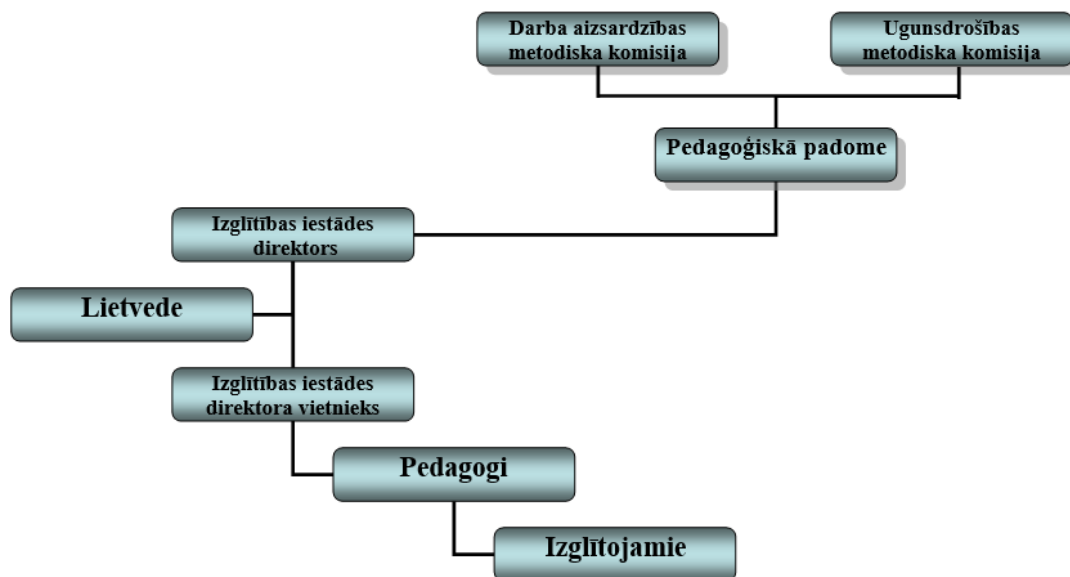 Darba aizsardzības
metodiska komisija
Ugunsdrošības
metodiska komisija
Pedagoģiskā padome
Izglītības iestādes
direktors
Lietvede
Izglītības iestādes
direktora vietnieks
Pedagogi
Izglītojamie